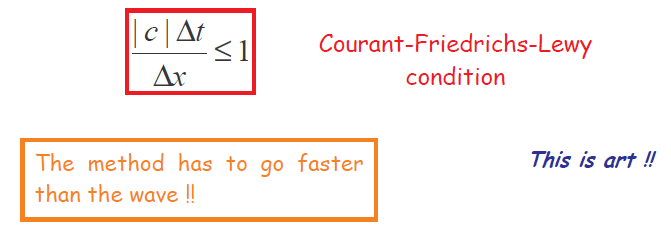 |c|Δt/Δx ≤ 1
Courant-Friedrichs-Lewy
condition
The method has to go faster
than the wave !!
This is art !!